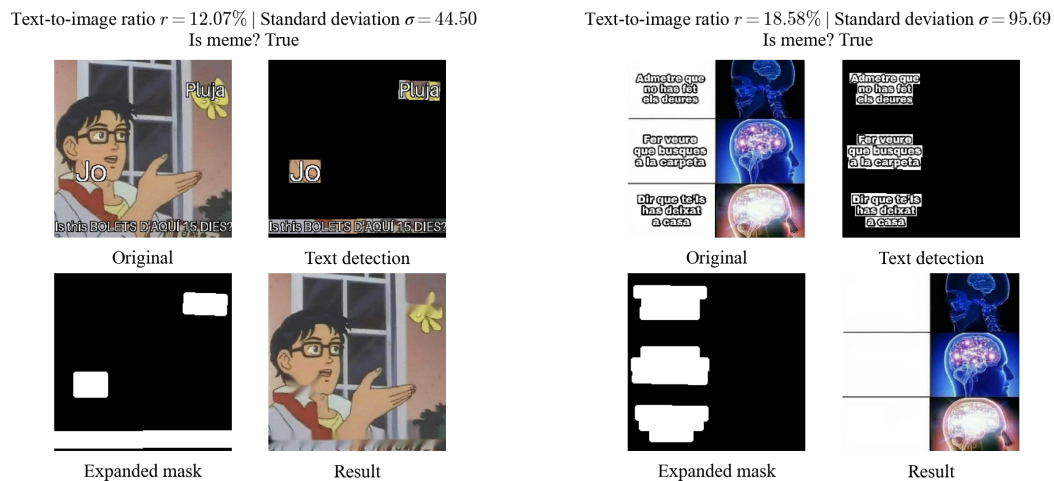 Text-to-image ratio r = 12.07% | Standard deviation σ = 44.50
Is meme? True
Pluja
Jo
Is this BOLETS D'AQUÍ 15 DIES?
Original
Pluja
Jo
Is this BOLETS D'AQUÍ 15 DIES?
Text detection
Expanded mask
Result
Text-to-image ratio r = 18.58% | Standard deviation σ = 95.69
Is meme? True
Admetre que
no has fet
els deures
Fer veure
que busques
a la carpeta
Dir que te'ls
has deixat
a casa
Original
Admetre que
no has fet
els deures
Fer veure
que busques
a la carpeta
Dir que te'ls
has deixat
a casa
Text detection
Expanded mask
Result